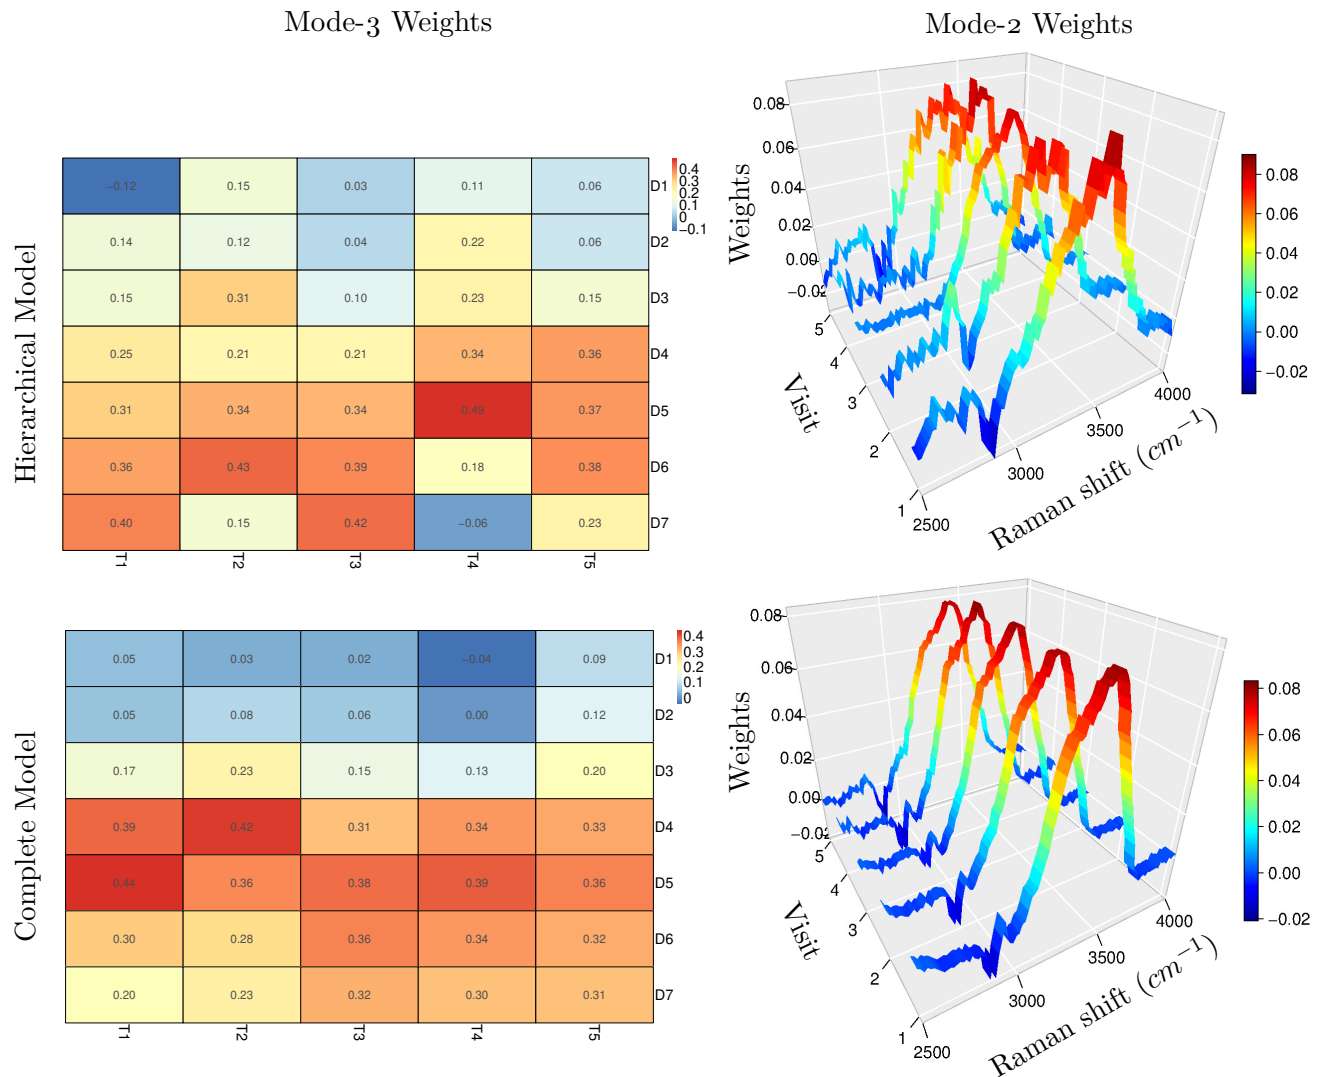 Mode-3 Weights
Mode-2 Weights
Hierarchical Model
−0.12 0.15 0.03 0.11 0.06 D1
0.14 0.12 0.04 0.22 0.06 D2
0.15 0.31 0.10 0.23 0.15 D3
0.25 0.21 0.21 0.34 0.36 D4
0.31 0.34 0.34 0.49 0.37 D5
0.36 0.43 0.39 0.18 0.38 D6
0.40 0.15 0.42 −0.06 0.23 D7
T1 T2 T3 T4 T5
0.4
0.3
0.2
0.1
0
−0.1
Weights
0.08
0.06
0.04
0.02
0.00
−0.02
Visit
5
4
3
2
1
Raman shift (cm⁻¹)
2500
3000
3500
4000
0.08
0.06
0.04
0.02
0.00
−0.02
Complete Model
0.05 0.03 0.02 −0.04 0.09 D1
0.05 0.08 0.06 0.00 0.12 D2
0.17 0.23 0.15 0.13 0.20 D3
0.39 0.42 0.31 0.34 0.33 D4
0.44 0.36 0.38 0.39 0.36 D5
0.30 0.28 0.36 0.34 0.32 D6
0.20 0.23 0.32 0.30 0.31 D7
T1 T2 T3 T4 T5
0.4
0.3
0.2
0.1
0
Weights
0.08
0.06
0.04
0.02
0.00
−0.02
Visit
5
4
3
2
1
Raman shift (cm⁻¹)
2500
3000
3500
4000
0.08
0.06
0.04
0.02
0.00
−0.02